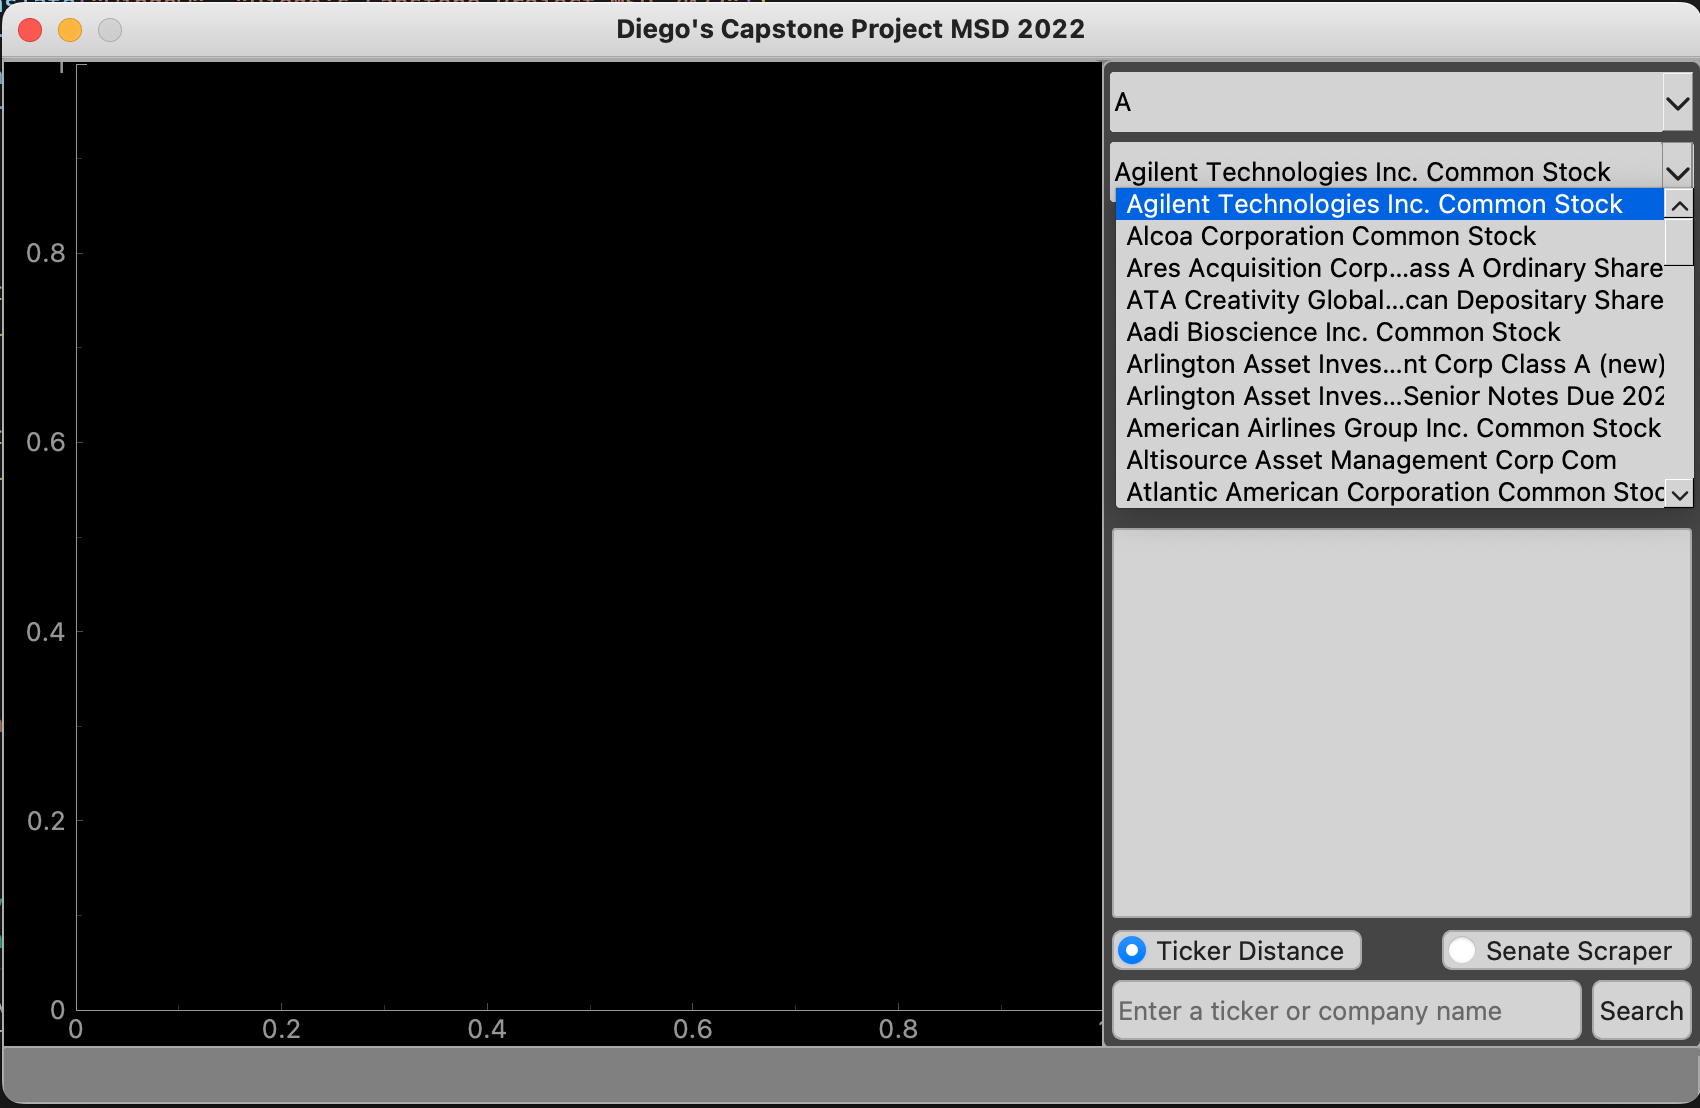 Diego's Capstone Project MSD 2022
A
Agilent Technologies Inc. Common Stock
Agilent Technologies Inc. Common Stock
Alcoa Corporation Common Stock
Ares Acquisition Corp...ass A Ordinary Share
ATA Creativity Global...can Depositary Share
Aadi Bioscience Inc. Common Stock
Arlington Asset Inves...nt Corp Class A (new)
Arlington Asset Inves...Senior Notes Due 202
American Airlines Group Inc. Common Stock
Altisource Asset Management Corp Com
Atlantic American Corporation Common Stoc
0.8
0.6
0.4
0.2
0
0 0.2 0.4 0.6 0.8
Ticker Distance Senate Scraper
Enter a ticker or company name Search